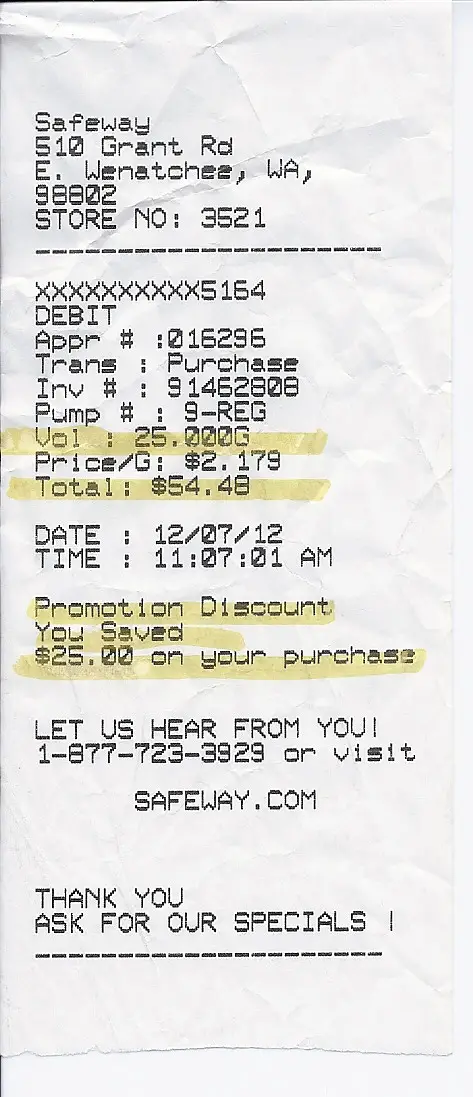 Safeway
510 Grant Rd
E. Wenatchee, WA,
98802
STORE NO: 3521
XXXXXXXXXX5164
DEBIT
Appr # :016296
Trans : Purchase
Inv # : 91462808
Pump # : 9-REG
Vol : 25.000G
Price/G: $2.179
Total: $54.48
DATE : 12/07/12
TIME : 11:07:01 AM
Promotion Discount
You Saved
$25.00 on your purchase
LET US HEAR FROM YOU!
1-877-723-3929 or visit
SAFEWAY.COM
THANK YOU
ASK FOR OUR SPECIALS !